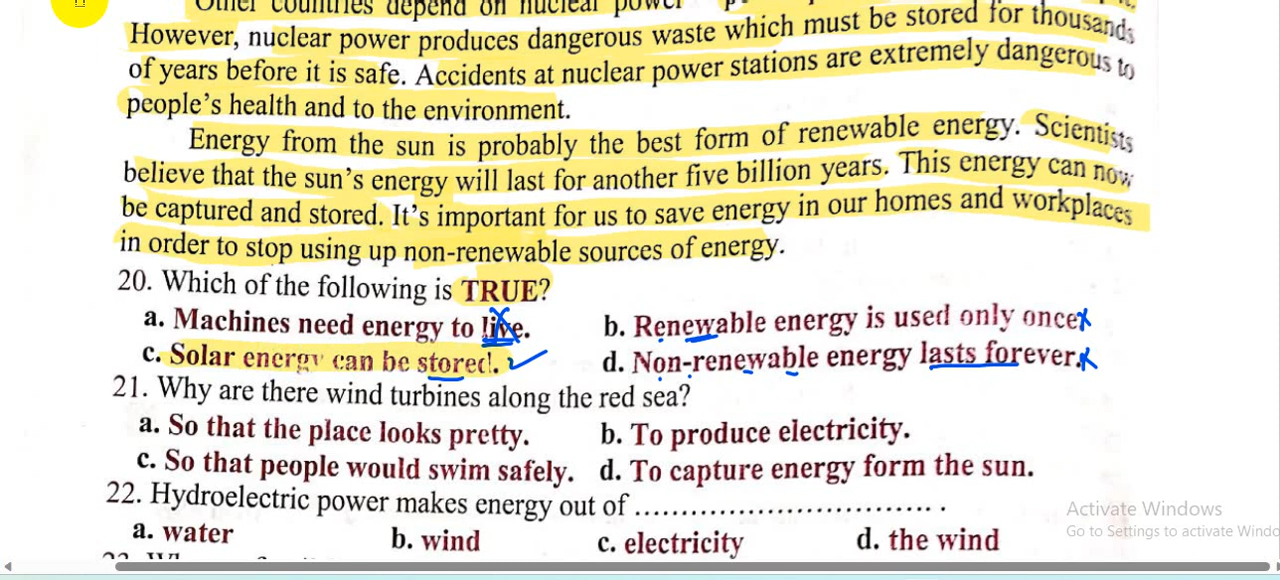 Other countries depend on nuclear power
However, nuclear power produces dangerous waste which must be stored for thousands
of years before it is safe. Accidents at nuclear power stations are extremely dangerous to
people's health and to the environment.
Energy from the sun is probably the best form of renewable energy. Scientists
believe that the sun's energy will last for another five billion years. This energy can now
be captured and stored. It's important for us to save energy in our homes and workplaces
in order to stop using up non-renewable sources of energy.
20. Which of the following is TRUE?
a. Machines need energy to live. b. Renewable energy is used only once
c. Solar energy can be stored. d. Non-renewable energy lasts forever.
21. Why are there wind turbines along the red sea?
a. So that the place looks pretty. b. To produce electricity.
c. So that people would swim safely. d. To capture energy form the sun.
22. Hydroelectric power makes energy out of ................................
a. water b. wind c. electricity d. the wind
Activate Windows
Go to Settings to activate Windo